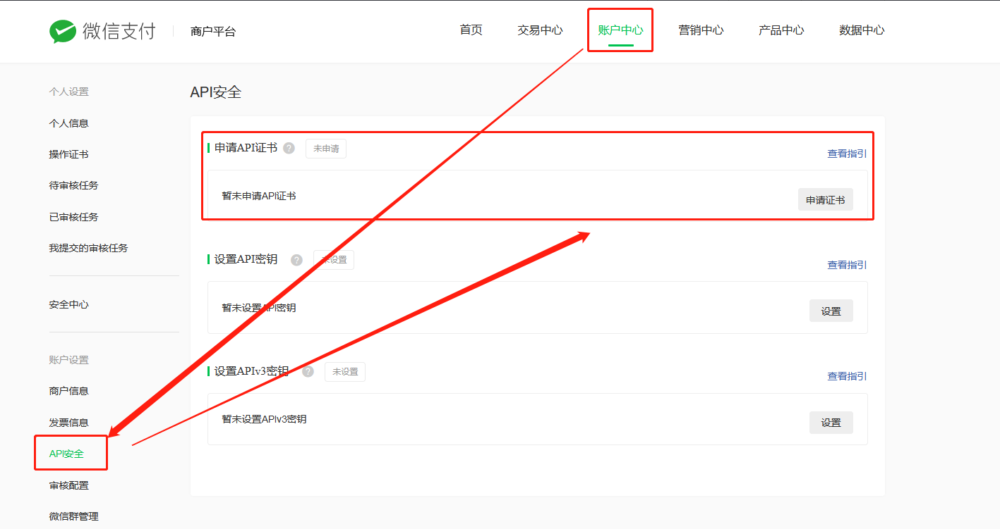 微信支付 商户平台 首页 交易中心 账户中心 营销中心 产品中心 数据中心
个人设置
个人信息
操作证书
待审核任务
已审核任务
我提交的审核任务
安全中心
账户设置
商户信息
发票信息
API安全
审核配置
微信群管理
API安全
申请API证书 ? 未申请 查看指引
暂未申请API证书 申请证书
设置API密钥 ? 未设置 查看指引
暂未设置API密钥 设置
设置APIv3密钥 ? 未设置 查看指引
暂未设置APIv3密钥 设置